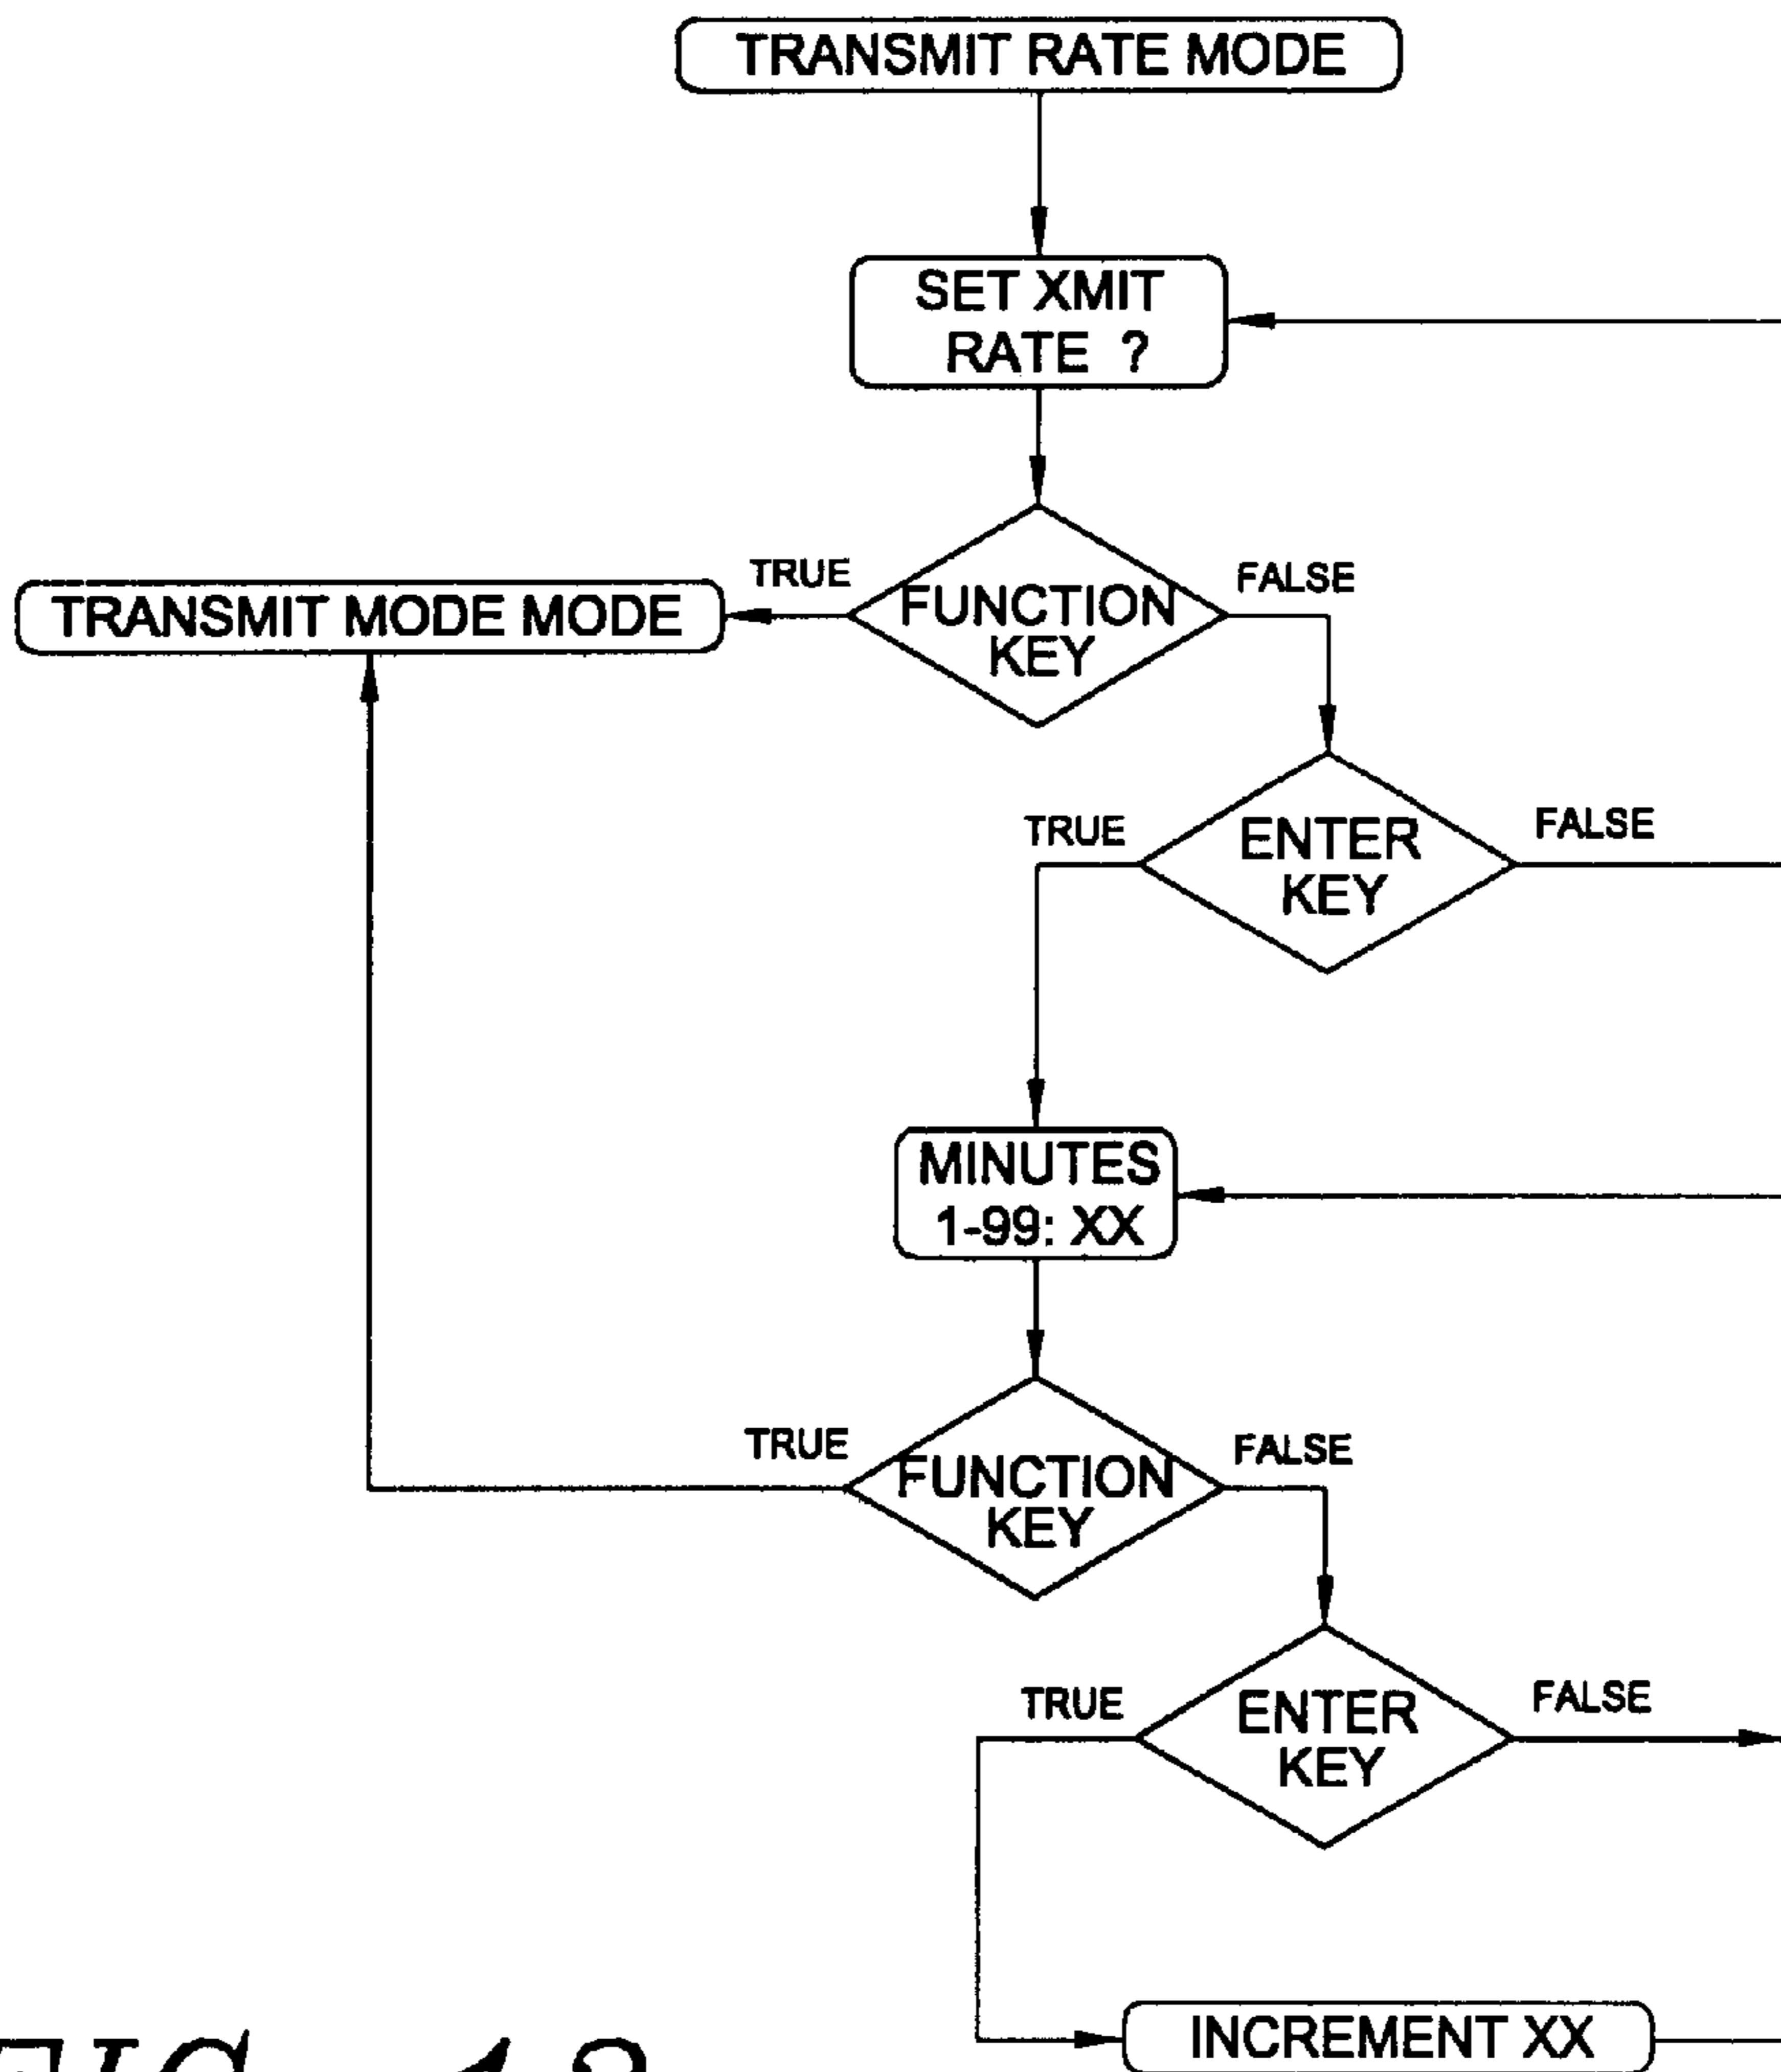 TRANSMIT RATE MODE
SET XMIT
RATE ?
TRUE
FALSE
TRANSMIT MODE MODE
FUNCTION
KEY
TRUE
FALSE
ENTER
KEY
MINUTES
1-99: XX
TRUE
FALSE
FUNCTION
KEY
TRUE
FALSE
ENTER
KEY
INCREMENT XX